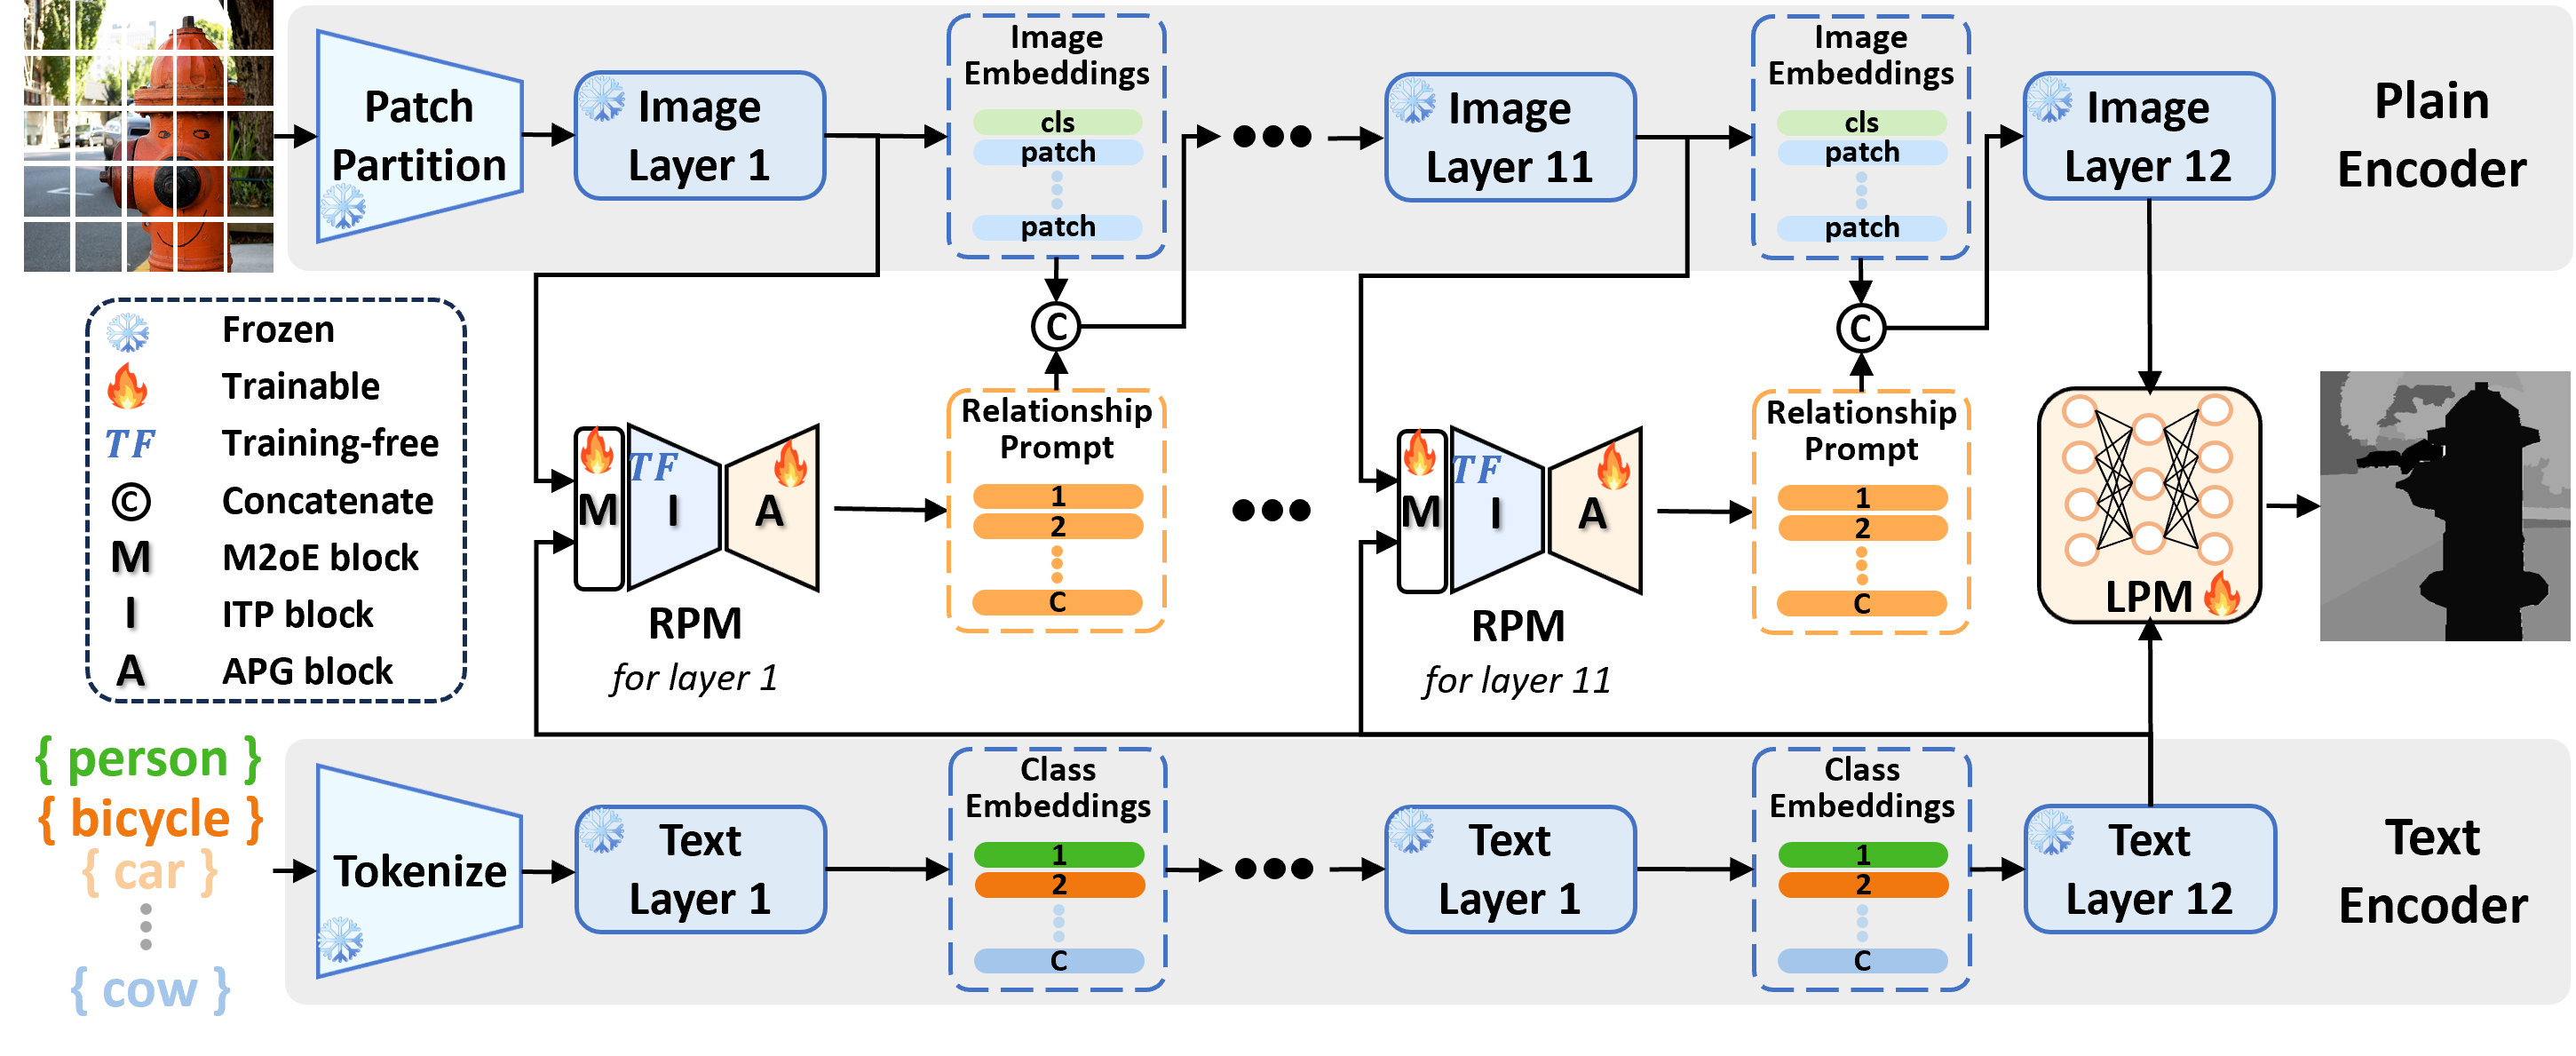 Patch
Partition
Image
Layer 1
Image
Embeddings
cls
patch
patch
Image
Layer 11
Image
Embeddings
cls
patch
patch
Image
Layer 12
Plain
Encoder
Frozen
Trainable
TF Training-free
C Concatenate
M M2oE block
I ITP block
A APG block
C
C
M
TF
I
A
RPM
for layer 1
Relationship
Prompt
1
2
C
M
TF
I
A
RPM
for layer 11
Relationship
Prompt
1
2
C
LPM
{ person }
{ bicycle }
{ car }
{ cow }
Tokenize
Text
Layer 1
Class
Embeddings
1
2
C
Text
Layer 1
Class
Embeddings
1
2
C
Text
Layer 12
Text
Encoder